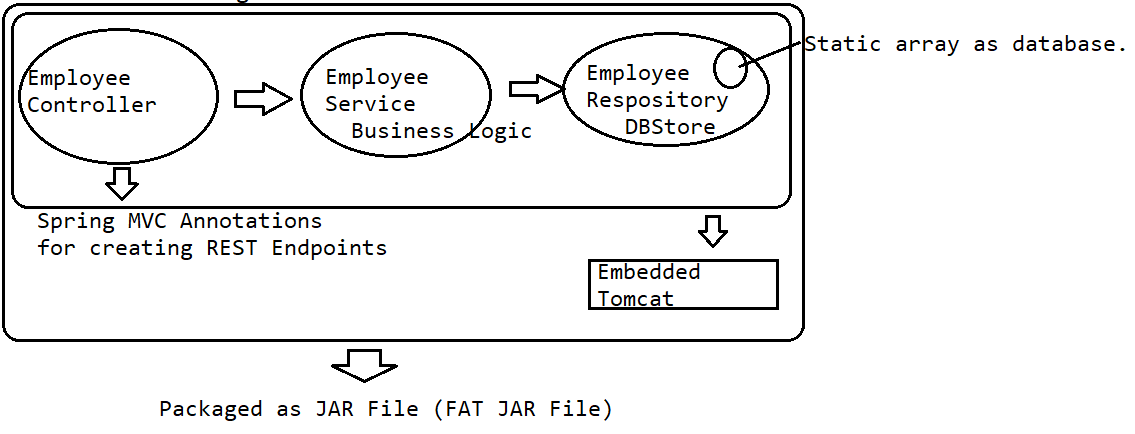 Employee
Controller
Employee
Service
Business Logic
Employee
Respository
DBStore
Static array as database.
Spring MVC Annotations
for creating REST Endpoints
Embedded
Tomcat
Packaged as JAR File (FAT JAR File)